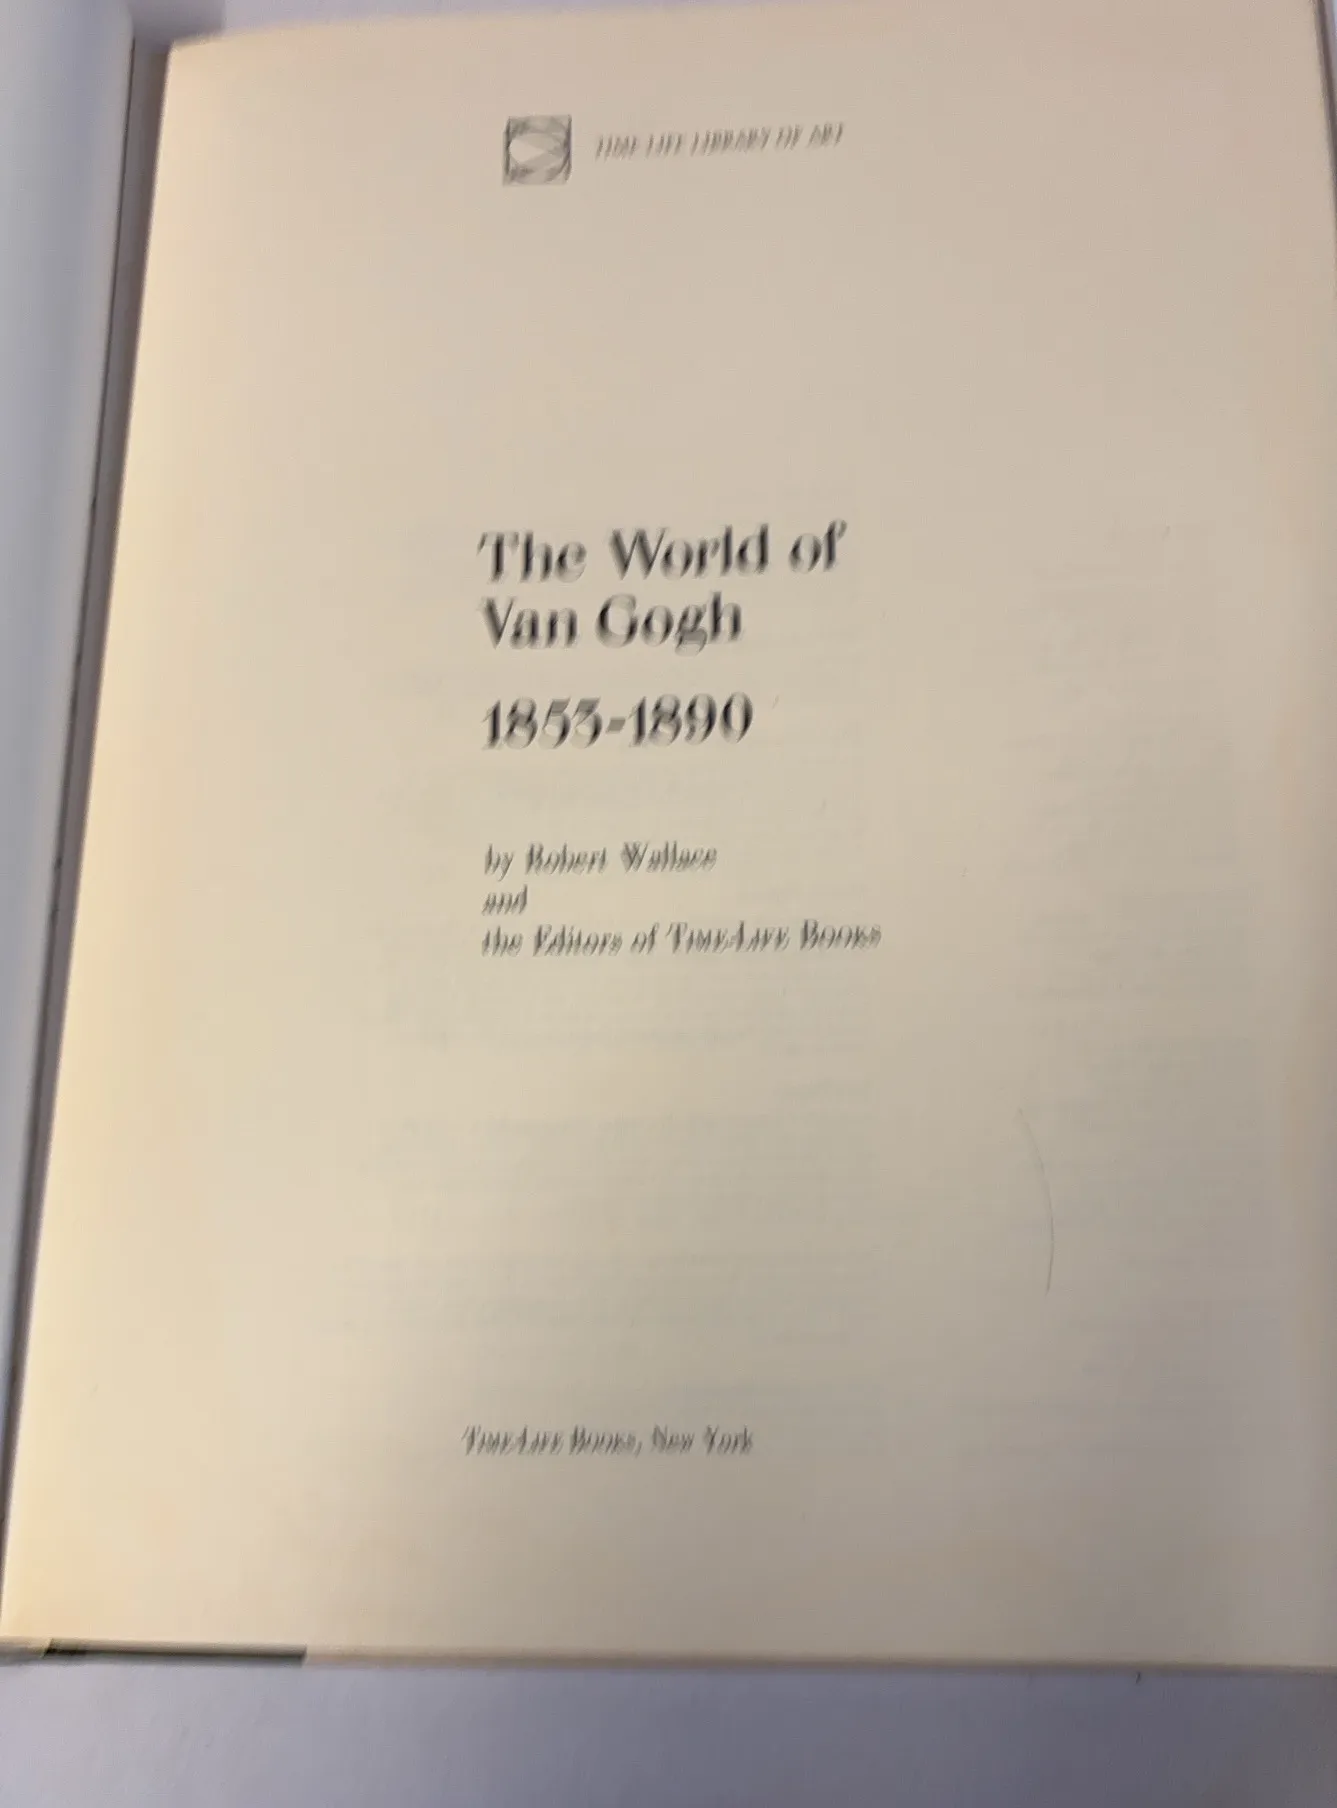 TIME-LIFE LIBRARY OF ART
The World of
Van Gogh
1853-1890
by Robert Wallace
and
the Editors of TIME-LIFE BOOKS
TIME-LIFE BOOKS, New York